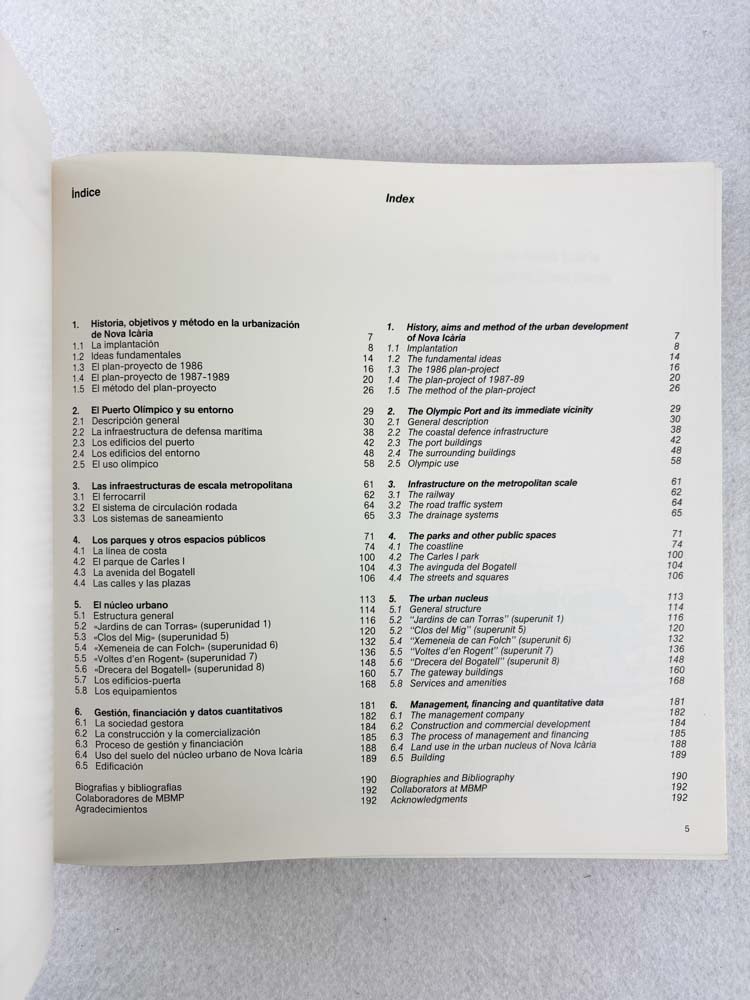 Índice
1. Historia, objetivos y método en la urbanización
de Nova Icària 7
1.1 La implantación 8
1.2 Ideas fundamentales 14
1.3 El plan-proyecto de 1986 16
1.4 El plan-proyecto de 1987-1989 20
1.5 El método del plan-proyecto 26
2. El Puerto Olímpico y su entorno 29
2.1 Descripción general 30
2.2 La infraestructura de defensa marítima 38
2.3 Los edificios del puerto 42
2.4 Los edificios del entorno 48
2.5 El uso olímpico 58
3. Las infraestructuras de escala metropolitana 61
3.1 El ferrocarril 62
3.2 El sistema de circulación rodada 64
3.3 Los sistemas de saneamiento 65
4. Los parques y otros espacios públicos 71
4.1 La línea de costa 74
4.2 El parque de Carles I 100
4.3 La avenida del Bogatell 104
4.4 Las calles y las plazas 106
5. El núcleo urbano 113
5.1 Estructura general 114
5.2 «Jardins de can Torras» (superunidad 1) 116
5.3 «Clos del Mig» (superunidad 5) 120
5.4 «Xemeneia de can Folch» (superunidad 6) 132
5.5 «Voltes d'en Rogent» (superunidad 7) 136
5.6 «Drecera del Bogatell» (superunidad 8) 148
5.7 Los edificios-puerta 160
5.8 Los equipamientos 168
6. Gestión, financiación y datos cuantitativos 181
6.1 La sociedad gestora 182
6.2 La construcción y la comercialización 184
6.3 Proceso de gestión y financiación 185
6.4 Uso del suelo del núcleo urbano de Nova Icària 188
6.5 Edificación 189
Biografías y bibliografías 190
Colaboradores de MBMP 192
Agradecimientos 192
Index
1. History, aims and method of the urban development
of Nova Icària 7
1.1 Implantation 8
1.2 The fundamental ideas 14
1.3 The 1986 plan-project 16
1.4 The plan-project of 1987-89 20
1.5 The method of the plan-project 26
2. The Olympic Port and its immediate vicinity 29
2.1 General description 30
2.2 The coastal defence infrastructure 38
2.3 The port buildings 42
2.4 The surrounding buildings 48
2.5 Olympic use 58
3. Infrastructure on the metropolitan scale 61
3.1 The railway 62
3.2 The road traffic system 64
3.3 The drainage systems 65
4. The parks and other public spaces 71
4.1 The coastline 74
4.2 The Carles I park 100
4.3 The avinguda del Bogatell 104
4.4 The streets and squares 106
5. The urban nucleus 113
5.1 General structure 114
5.2 "Jardins de can Torras" (superunit 1) 116
5.2 "Clos del Mig" (superunit 5) 120
5.4 "Xemeneia de can Folch" (superunit 6) 132
5.5 "Voltes d'en Rogent" (superunit 7) 136
5.6 "Drecera del Bogatell" (superunit 8) 148
5.7 The gateway buildings 160
5.8 Services and amenities 168
6. Management, financing and quantitative data 181
6.1 The management company 182
6.2 Construction and commercial development 184
6.3 The process of management and financing 185
6.4 Land use in the urban nucleus of Nova Icària 188
6.5 Building 189
Biographies and Bibliography 190
Collaborators at MBMP 192
Acknowledgments 192
5